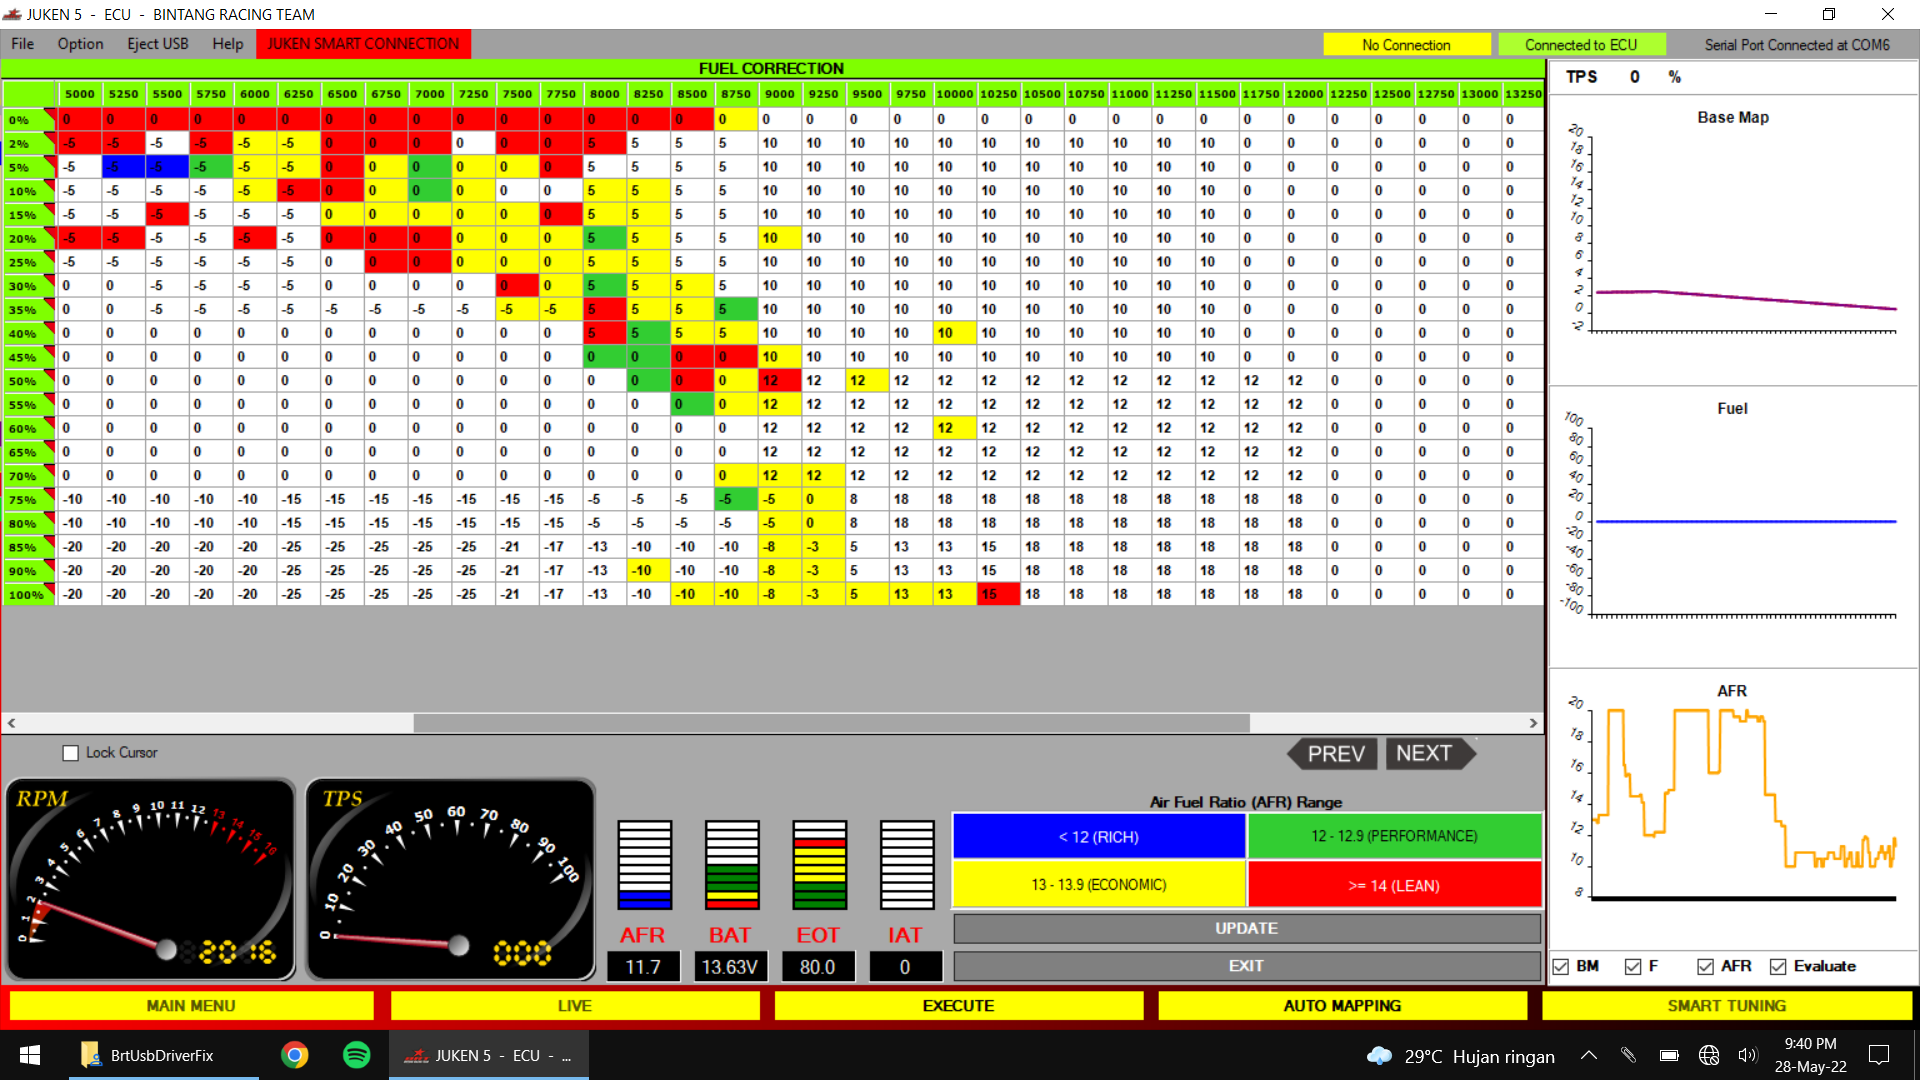 JUKEN 5 - ECU - BINTANG RACING TEAM
File Option Eject USB Help JUKEN SMART CONNECTION No Connection Connected to ECU Serial Port Connected at COM6
FUEL CORRECTION
5000 5250 5500 5750 6000 6250 6500 6750 7000 7250 7500 7750 8000 8250 8500 8750 9000 9250 9500 9750 10000 10250 10500 10750 11000 11250 11500 11750 12000 12250 12500 12750 13000 13250
0% 0 0 0 0 0 0 0 0 0 0 0 0 0 0 0 0 0 0 0 0 0 0 0 0 0 0 0 0 0 0 0 0 0 0
2% -5 -5 -5 -5 -5 -5 0 0 0 0 0 0 5 5 5 5 10 10 10 10 10 10 10 10 10 10 10 0 0 0 0 0 0 0
5% -5 -5 -5 -5 -5 -5 0 0 0 0 0 0 5 5 5 5 10 10 10 10 10 10 10 10 10 10 10 0 0 0 0 0 0 0
10% -5 -5 -5 -5 -5 -5 0 0 0 0 0 0 5 5 5 5 10 10 10 10 10 10 10 10 10 10 10 0 0 0 0 0 0 0
15% -5 -5 -5 -5 -5 -5 0 0 0 0 0 0 5 5 5 5 10 10 10 10 10 10 10 10 10 10 10 0 0 0 0 0 0 0
20% -5 -5 -5 -5 -5 -5 0 0 0 0 0 0 5 5 5 5 10 10 10 10 10 10 10 10 10 10 10 0 0 0 0 0 0 0
25% -5 -5 -5 -5 -5 -5 0 0 0 0 0 0 5 5 5 5 10 10 10 10 10 10 10 10 10 10 10 0 0 0 0 0 0 0
30% 0 0 -5 -5 -5 -5 0 0 0 0 0 0 5 5 5 5 10 10 10 10 10 10 10 10 10 10 10 0 0 0 0 0 0 0
35% 0 0 -5 -5 -5 -5 -5 -5 -5 -5 -5 -5 5 5 5 5 10 10 10 10 10 10 10 10 10 10 10 0 0 0 0 0 0 0
40% 0 0 0 0 0 0 0 0 0 0 0 0 5 5 5 5 10 10 10 10 10 10 10 10 10 10 10 0 0 0 0 0 0 0
45% 0 0 0 0 0 0 0 0 0 0 0 0 0 0 0 0 10 10 10 10 10 10 10 10 10 10 10 0 0 0 0 0 0 0
50% 0 0 0 0 0 0 0 0 0 0 0 0 0 0 0 0 12 12 12 12 12 12 12 12 12 12 12 12 12 0 0 0 0 0
55% 0 0 0 0 0 0 0 0 0 0 0 0 0 0 0 0 12 12 12 12 12 12 12 12 12 12 12 12 12 0 0 0 0 0
60% 0 0 0 0 0 0 0 0 0 0 0 0 0 0 0 0 12 12 12 12 12 12 12 12 12 12 12 12 12 0 0 0 0 0
65% 0 0 0 0 0 0 0 0 0 0 0 0 0 0 0 0 12 12 12 12 12 12 12 12 12 12 12 12 12 0 0 0 0 0
70% 0 0 0 0 0 0 0 0 0 0 0 0 0 0 0 0 12 12 12 12 12 12 12 12 12 12 12 12 12 0 0 0 0 0
75% -10 -10 -10 -10 -10 -15 -15 -15 -15 -15 -15 -15 -5 -5 -5 -5 -5 0 8 18 18 18 18 18 18 18 18 18 18 0 0 0 0 0
80% -10 -10 -10 -10 -10 -15 -15 -15 -15 -15 -15 -15 -5 -5 -5 -5 -5 0 8 18 18 18 18 18 18 18 18 18 18 0 0 0 0 0
85% -20 -20 -20 -20 -20 -25 -25 -25 -25 -25 -21 -17 -13 -10 -10 -10 -8 -3 5 13 13 15 18 18 18 18 18 18 18 0 0 0 0 0
90% -20 -20 -20 -20 -20 -25 -25 -25 -25 -25 -21 -17 -13 -10 -10 -10 -8 -3 5 13 13 15 18 18 18 18 18 18 18 0 0 0 0 0
100% -20 -20 -20 -20 -20 -25 -25 -25 -25 -25 -21 -17 -13 -10 -10 -10 -8 -3 5 13 13 16 18 18 18 18 18 18 18 0 0 0 0 0
TPS 0 %
Base Map
20
18
16
14
12
10
8
6
4
2
0
-2
Fuel
100
80
60
40
20
0
-20
-40
-60
-80
-100
AFR
20
18
16
14
12
10
8
BM F AFR Evaluate
Lock Cursor
PREV NEXT
RPM
0 1 2 3 4 5 6 7 8 9 10 11 12 13 14 15 16
2016
TPS
0 10 20 30 40 50 60 70 80 90 100
000
AFR BAT EOT IAT
11.7 13.63V 80.0 0
Air Fuel Ratio (AFR) Range
< 12 (RICH) 12 - 12.9 (PERFORMANCE)
13 - 13.9 (ECONOMIC) >= 14 (LEAN)
UPDATE
EXIT
MAIN MENU LIVE EXECUTE AUTO MAPPING SMART TUNING
BrtUsbDriverFix JUKEN 5 - ECU - ... 29°C Hujan ringan
9:40 PM
28-May-22